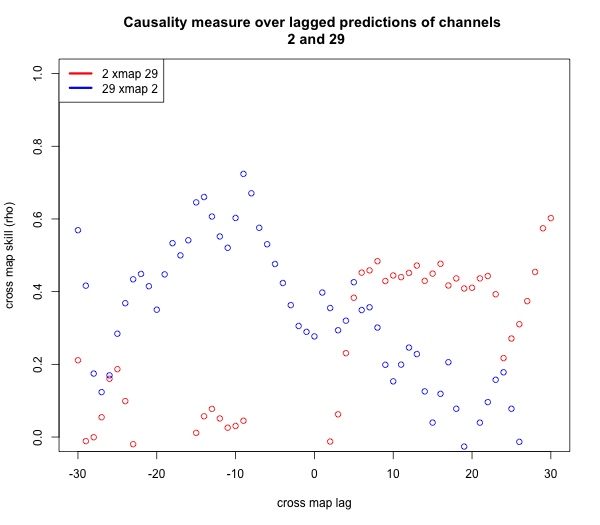 Causality measure over lagged predictions of channels
2 and 29
2 xmap 29
29 xmap 2
cross map skill (rho)
1.0
0.8
0.6
0.4
0.2
0.0
-30 -20 -10 0 10 20 30
cross map lag